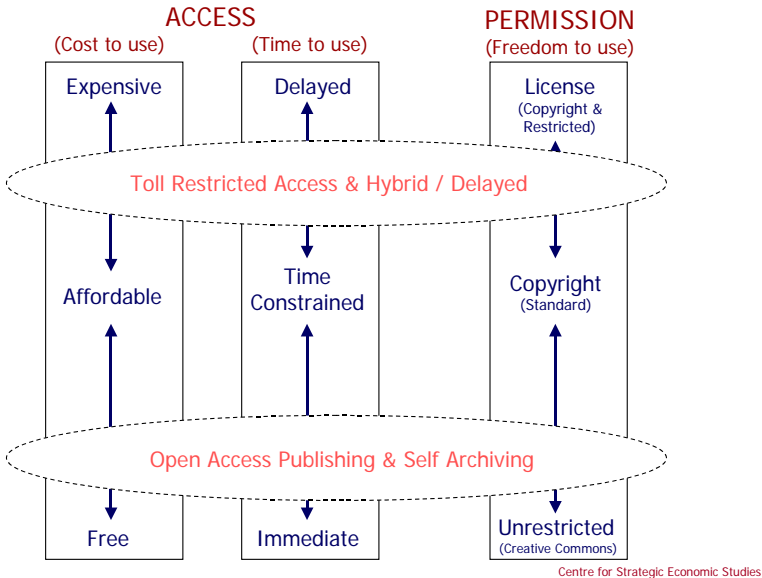 ACCESS
PERMISSION
(Cost to use)
(Time to use)
(Freedom to use)
Expensive
Delayed
License
(Copyright &
Restricted)
Toll Restricted Access & Hybrid / Delayed
Affordable
Time
Constrained
Copyright
(Standard)
Open Access Publishing & Self Archiving
Free
Immediate
Unrestricted
(Creative Commons)
Centre for Strategic Economic Studies